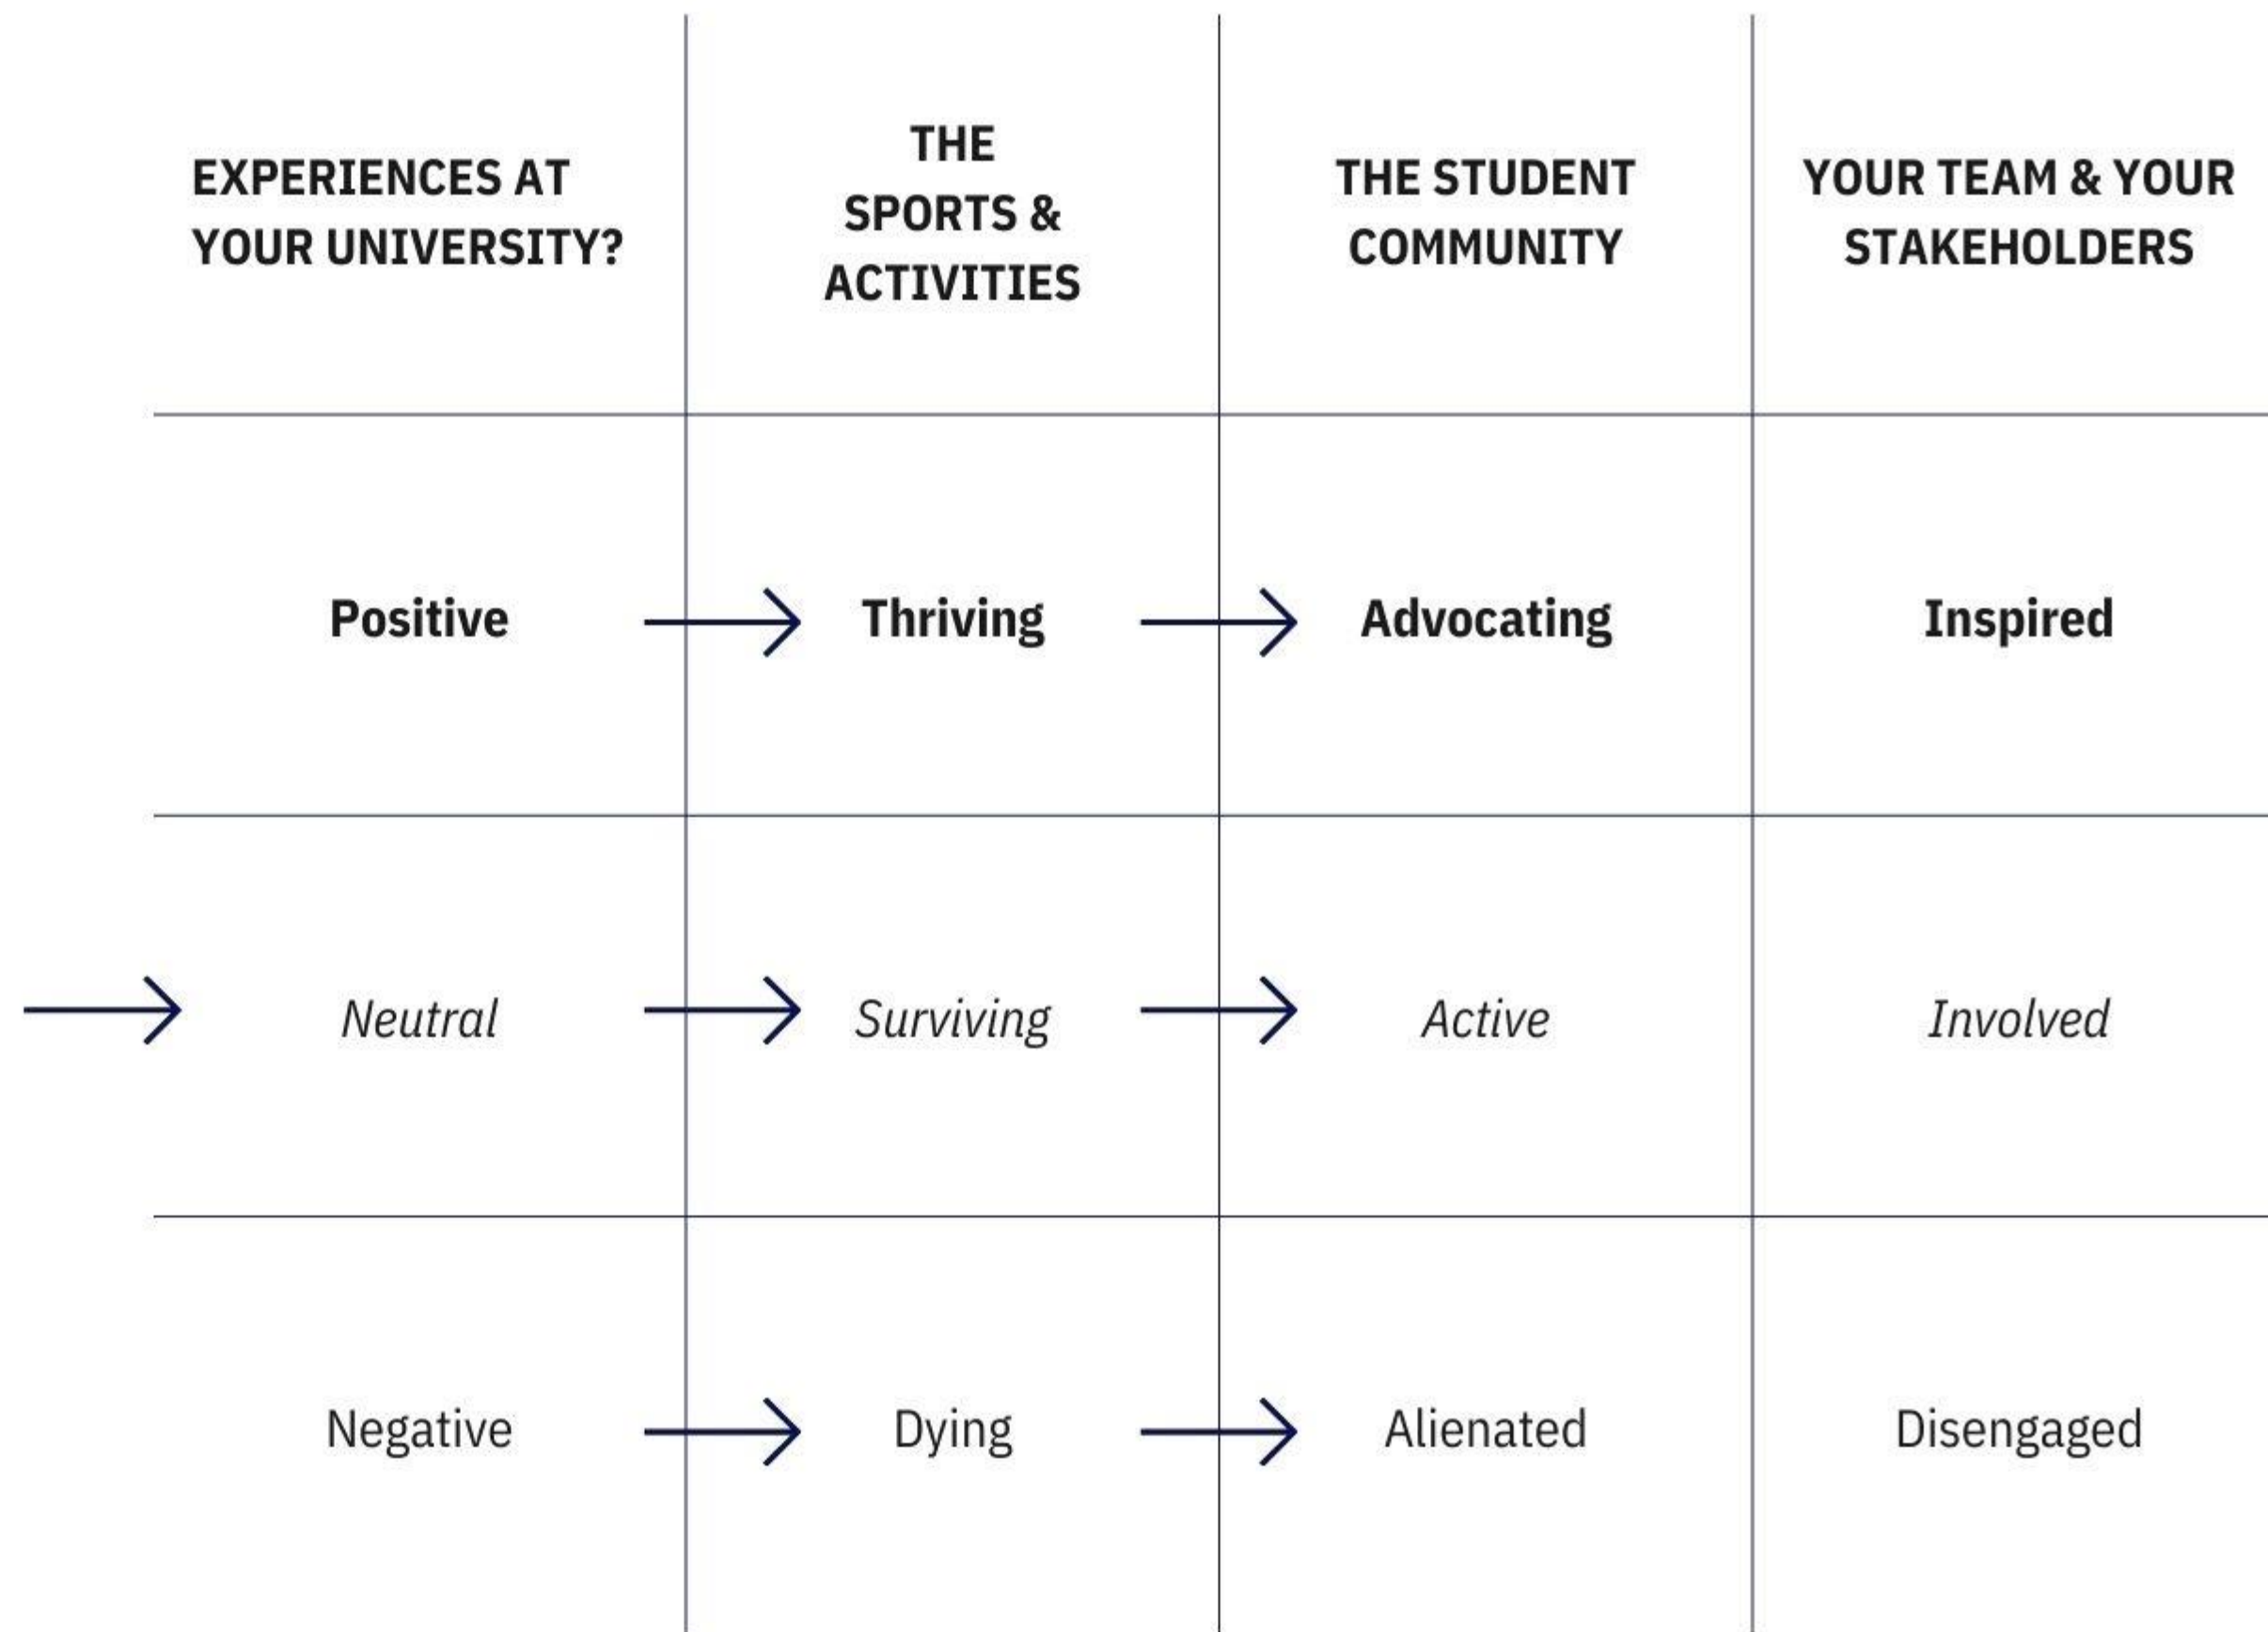 EXPERIENCES AT
YOUR UNIVERSITY?
THE
SPORTS &
ACTIVITIES
THE STUDENT
COMMUNITY
YOUR TEAM & YOUR
STAKEHOLDERS
Positive
Thriving
Advocating
Inspired
Neutral
Surviving
Active
Involved
Negative
Dying
Alienated
Disengaged